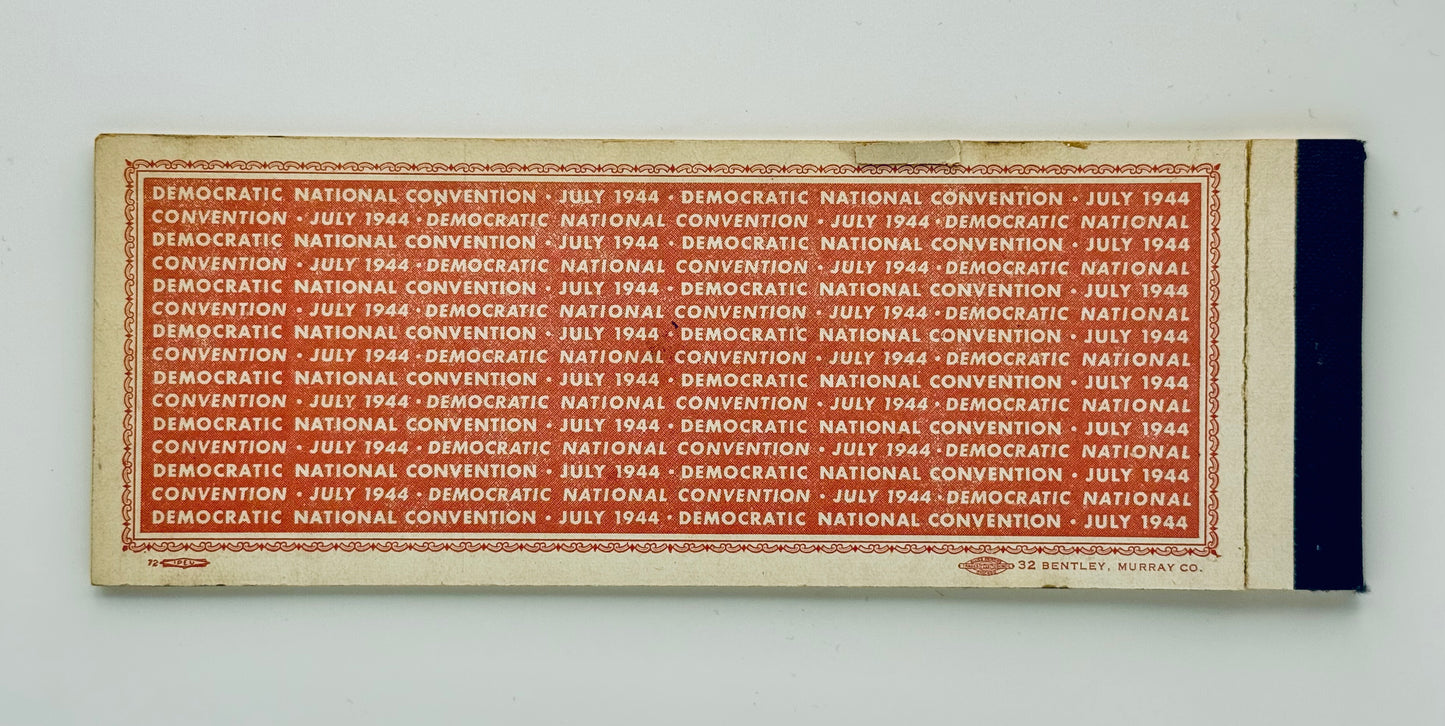 DEMOCRATIC NATIONAL CONVENTION • JULY 1944 • DEMOCRATIC NATIONAL CONVENTION • JULY 1944
CONVENTION • JULY 1944 • DEMOCRATIC NATIONAL CONVENTION • JULY 1944 • DEMOCRATIC NATIONAL
DEMOCRATIC NATIONAL CONVENTION • JULY 1944 • DEMOCRATIC NATIONAL CONVENTION • JULY 1944
CONVENTION • JULY 1944 • DEMOCRATIC NATIONAL CONVENTION • JULY 1944 • DEMOCRATIC NATIONAL
DEMOCRATIC NATIONAL CONVENTION • JULY 1944 • DEMOCRATIC NATIONAL CONVENTION • JULY 1944
CONVENTION • JULY 1944 • DEMOCRATIC NATIONAL CONVENTION • JULY 1944 • DEMOCRATIC NATIONAL
DEMOCRATIC NATIONAL CONVENTION • JULY 1944 • DEMOCRATIC NATIONAL CONVENTION • JULY 1944
CONVENTION • JULY 1944 • DEMOCRATIC NATIONAL CONVENTION • JULY 1944 • DEMOCRATIC NATIONAL
DEMOCRATIC NATIONAL CONVENTION • JULY 1944 • DEMOCRATIC NATIONAL CONVENTION • JULY 1944
CONVENTION • JULY 1944 • DEMOCRATIC NATIONAL CONVENTION • JULY 1944 • DEMOCRATIC NATIONAL
DEMOCRATIC NATIONAL CONVENTION • JULY 1944 • DEMOCRATIC NATIONAL CONVENTION • JULY 1944
CONVENTION • JULY 1944 • DEMOCRATIC NATIONAL CONVENTION • JULY 1944 • DEMOCRATIC NATIONAL
DEMOCRATIC NATIONAL CONVENTION • JULY 1944 • DEMOCRATIC NATIONAL CONVENTION • JULY 1944
CONVENTION • JULY 1944 • DEMOCRATIC NATIONAL CONVENTION • JULY 1944 • DEMOCRATIC NATIONAL
DEMOCRATIC NATIONAL CONVENTION • JULY 1944 • DEMOCRATIC NATIONAL CONVENTION • JULY 1944
72 32 BENTLEY, MURRAY CO.